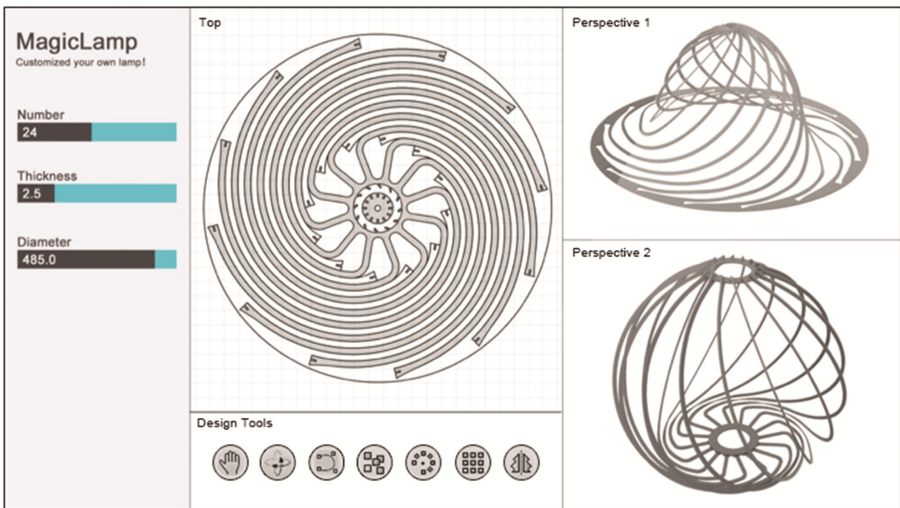 MagicLamp
Customized your own lamp!
Number
24
Thickness
2.5
Diameter
485.0
Top
Design Tools
Perspective 1
Perspective 2